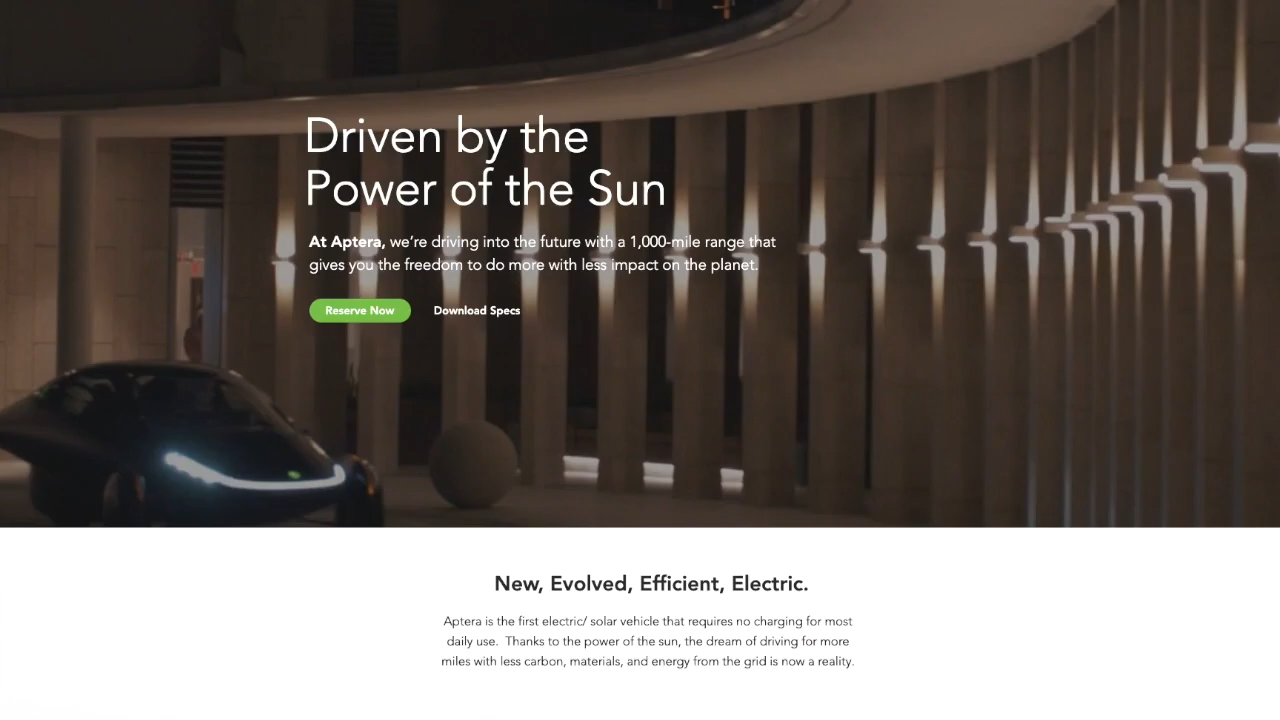 Driven by the
Power of the Sun
At Aptera, we're driving into the future with a 1,000-mile range that
gives you the freedom to do more with less impact on the planet.
Reserve Now
Download Specs
New, Evolved, Efficient, Electric.
Aptera is the first electric/ solar vehicle that requires no charging for most
daily use.  Thanks to the power of the sun, the dream of driving for more
miles with less carbon, materials, and energy from the grid is now a reality.